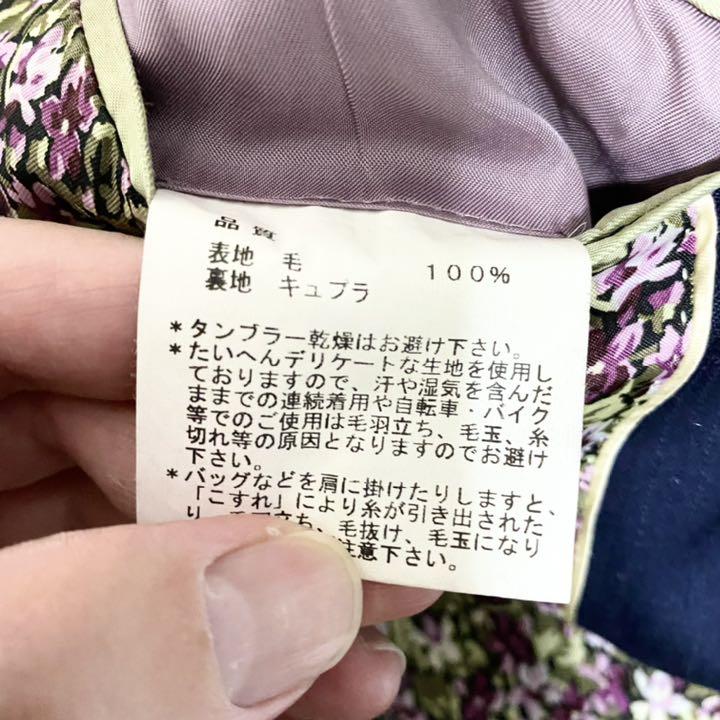 品質
表地 毛 100%
裏地 キュプラ
*タンブラー乾燥はお避け下さい。
*たいへんデリケートな生地を使用し
ておりますので、汗や湿気を含んだ
ままでの連続着用や自転車・バイク
等でのご使用は毛羽立ち、毛玉、糸
切れ等の原因となりますのでお避け
下さい。
*バッグなどを肩に掛けたりしますと、
「こすれ」により糸が引き出された
り、 立ち、毛抜け、毛玉になり
注意下さい。